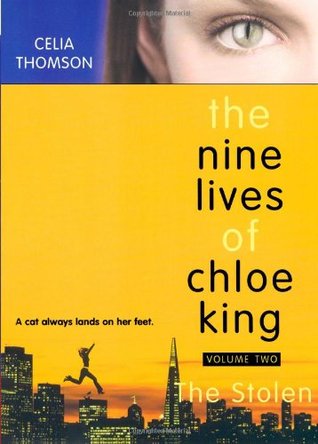 CELIA
THOMSON
the
nine
lives
of
chloe
king
A cat always lands on her feet.
VOLUME TWO
The Stolen